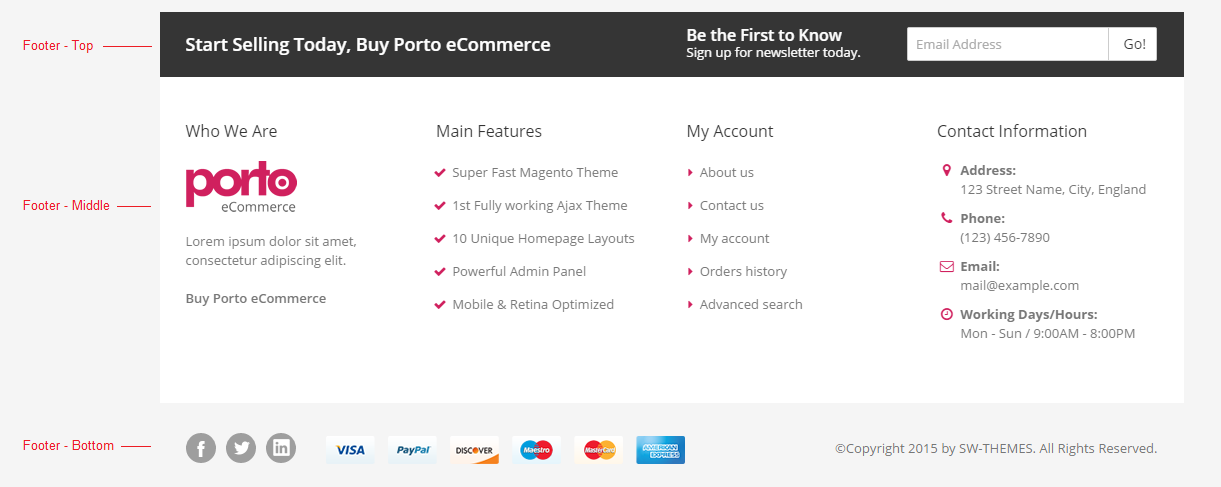 Footer - Top
Start Selling Today, Buy Porto eCommerce
Be the First to Know
Sign up for newsletter today.
Email Address
Go!
Footer - Middle
Who We Are
porto
eCommerce
Lorem ipsum dolor sit amet,
consectetur adipiscing elit.
Buy Porto eCommerce
Main Features
Super Fast Magento Theme
1st Fully working Ajax Theme
10 Unique Homepage Layouts
Powerful Admin Panel
Mobile & Retina Optimized
My Account
About us
Contact us
My account
Orders history
Advanced search
Contact Information
Address:
123 Street Name, City, England
Phone:
(123) 456-7890
Email:
mail@example.com
Working Days/Hours:
Mon - Sun / 9:00AM - 8:00PM
Footer - Bottom
f
in
VISA
PayPal
DISCOVER
Maestro
MasterCard
AMERICAN
EXPRESS
©Copyright 2015 by SW-THEMES. All Rights Reserved.